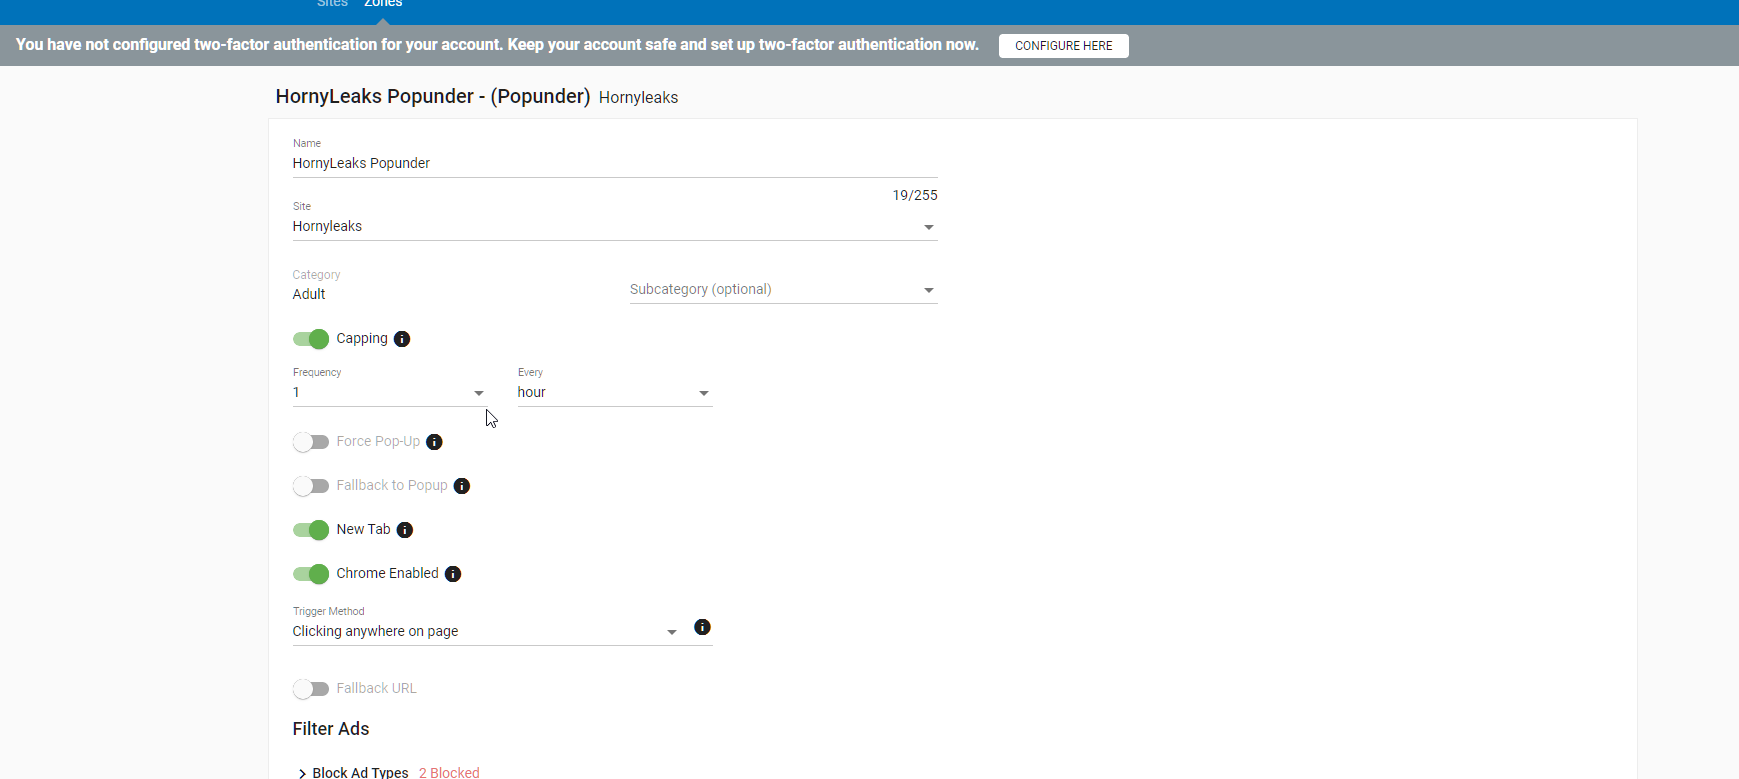 Sites Zones
You have not configured two-factor authentication for your account. Keep your account safe and set up two-factor authentication now. CONFIGURE HERE
HornyLeaks Popunder - (Popunder) Hornyleaks
Name
HornyLeaks Popunder
19/255
Site
Hornyleaks
Category
Adult
Subcategory (optional)
Capping
Frequency Every
1 hour
Force Pop-Up
Fallback to Popup
New Tab
Chrome Enabled
Trigger Method
Clicking anywhere on page
Fallback URL
Filter Ads
Block Ad Types 2 Blocked